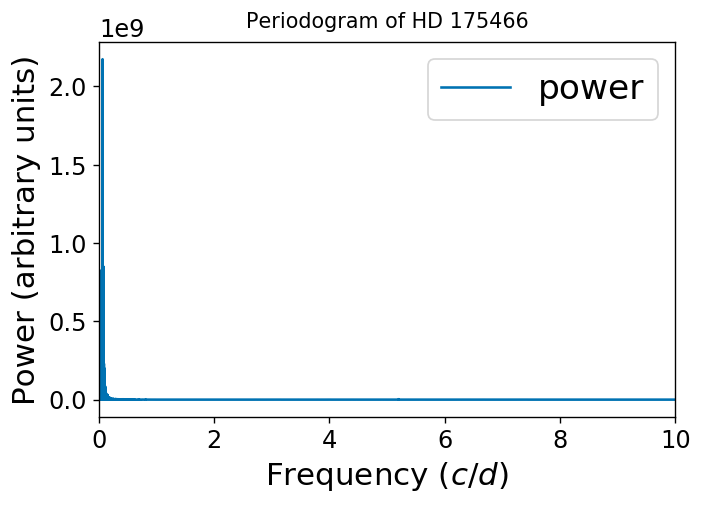 Periodogram of HD 175466
1e9
power
2.0
1.5
1.0
0.5
0.0
Power (arbitrary units)
0 2 4 6 8 10
Frequency (c/d)